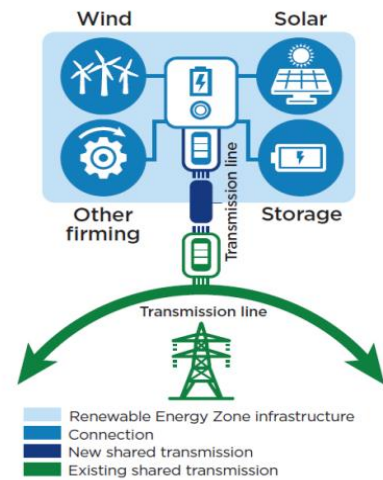 Wind
Solar
Other
firming
Storage
Transmission line
Transmission line
Renewable Energy Zone infrastructure
Connection
New shared transmission
Existing shared transmission